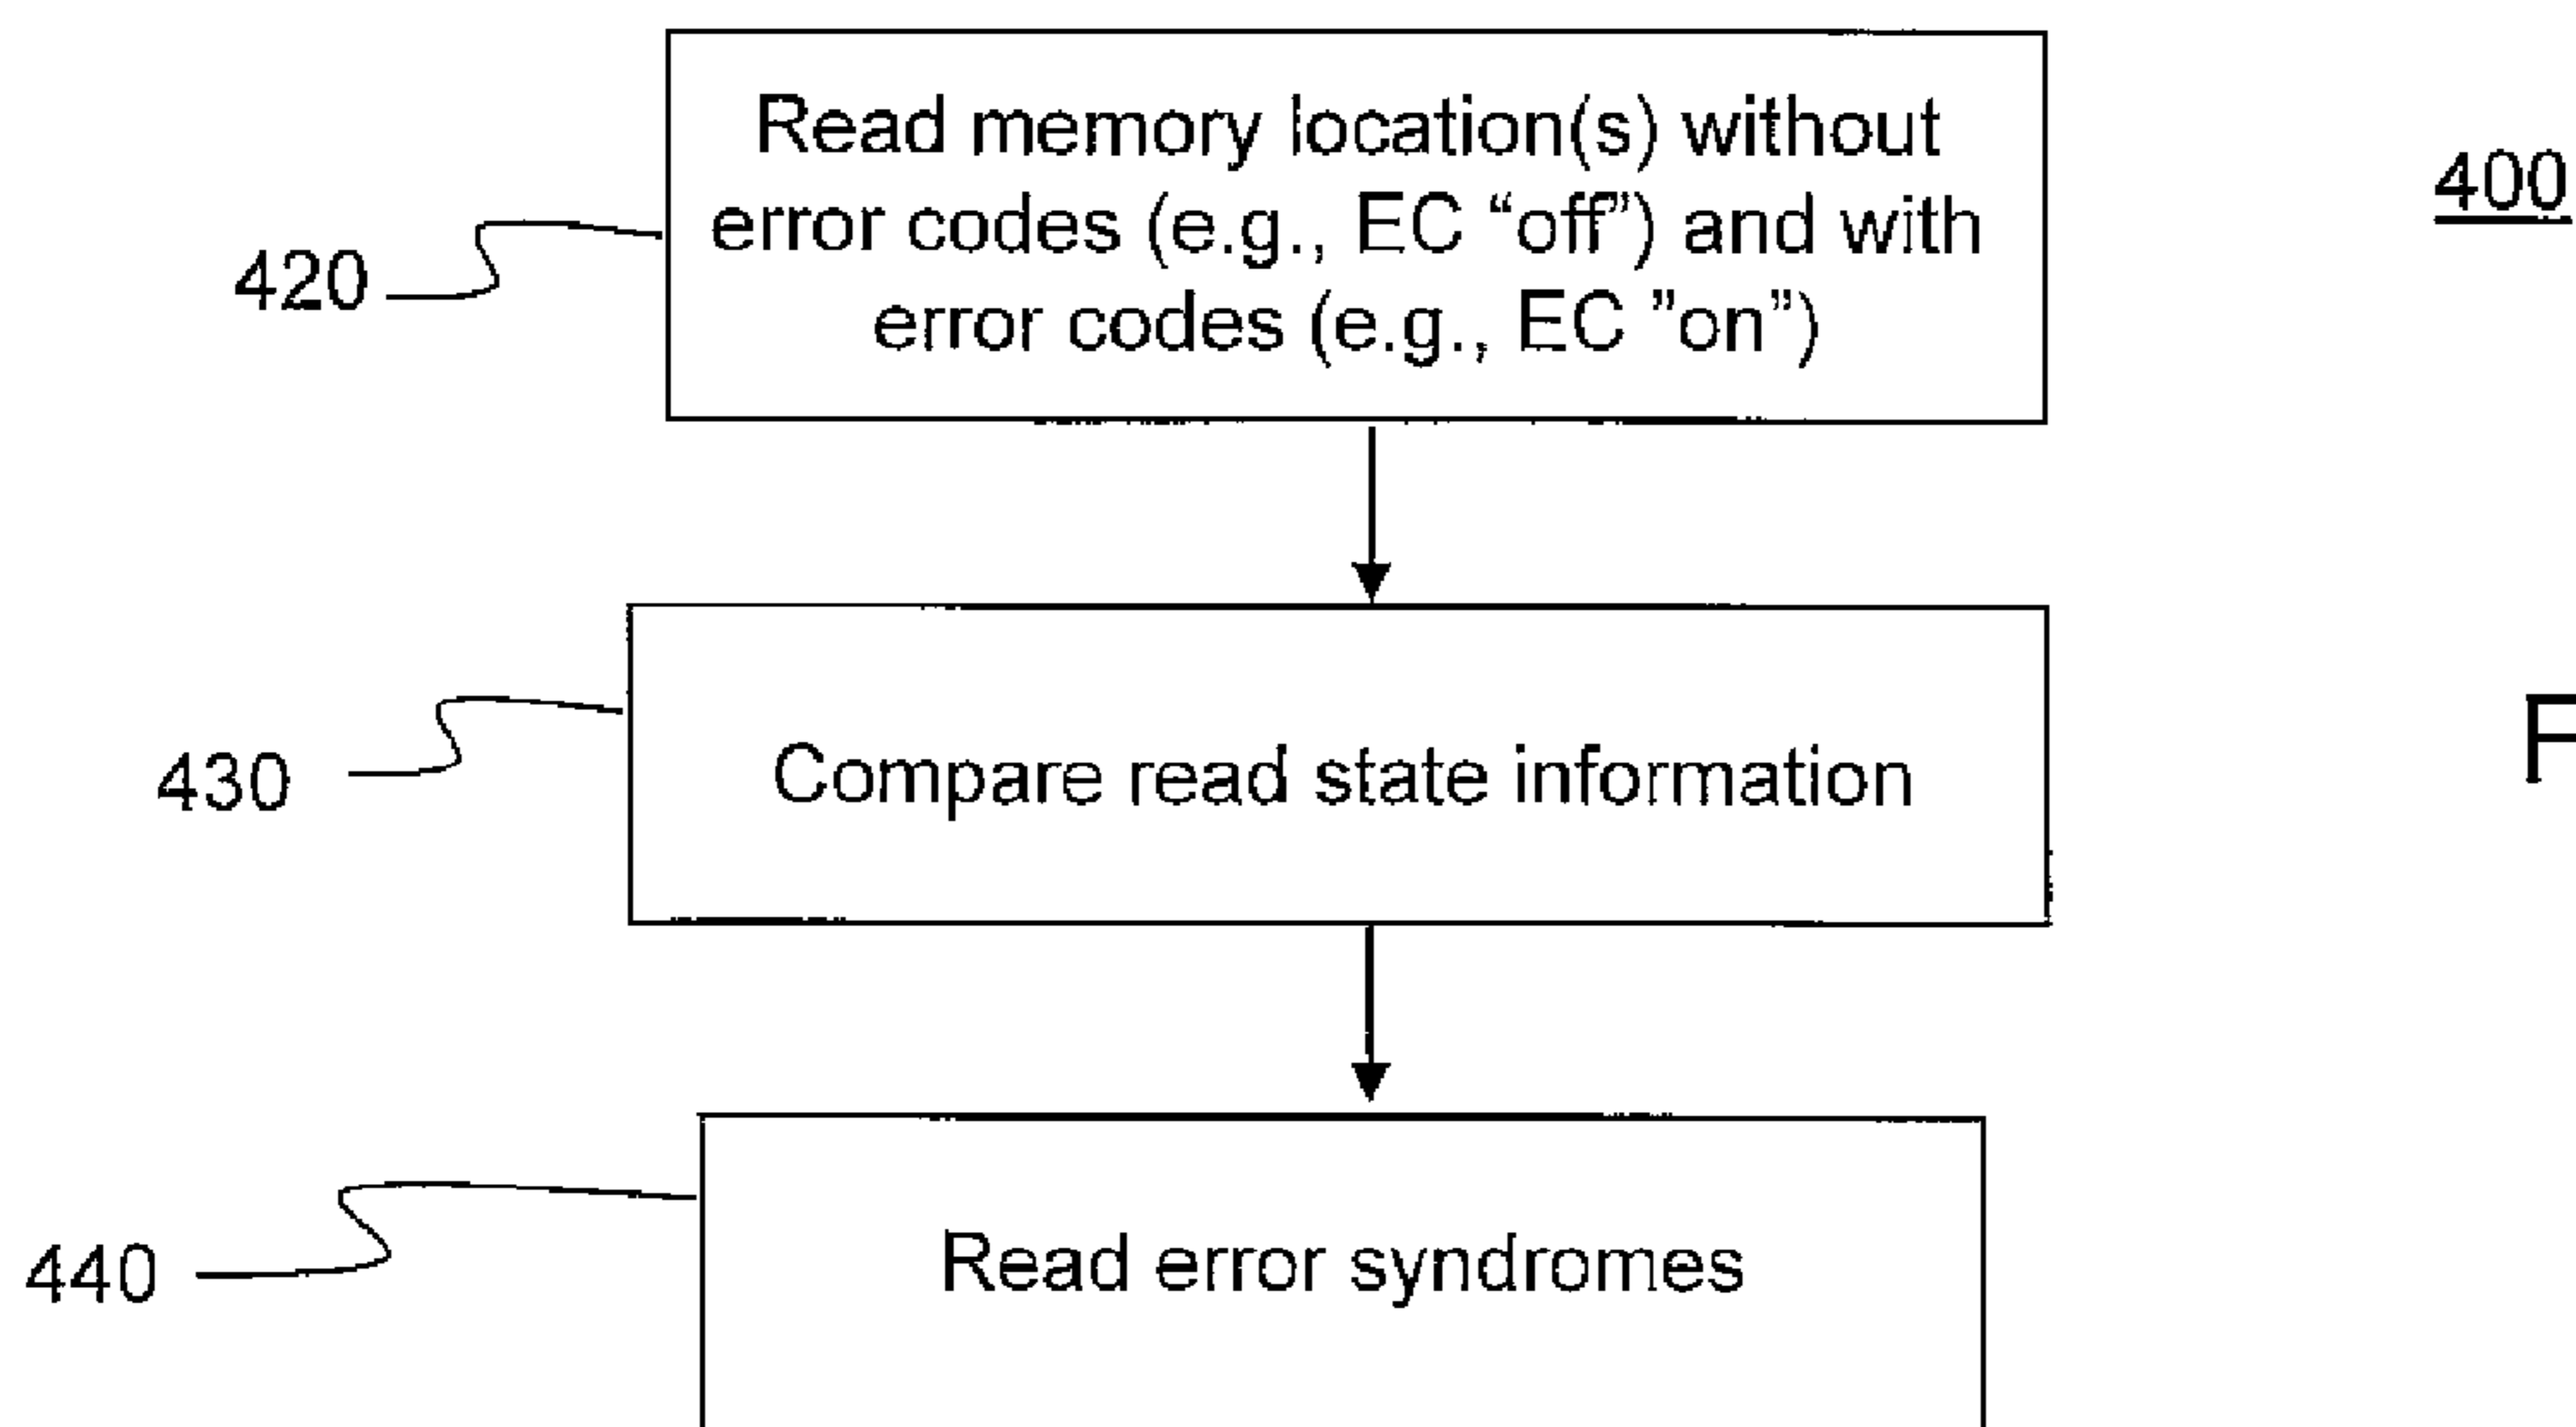 Read memory location(s) without
error codes (e.g., EC “off”) and with
error codes (e.g., EC ”on”)
400
420
Compare read state information
F
430
Read error syndromes
440